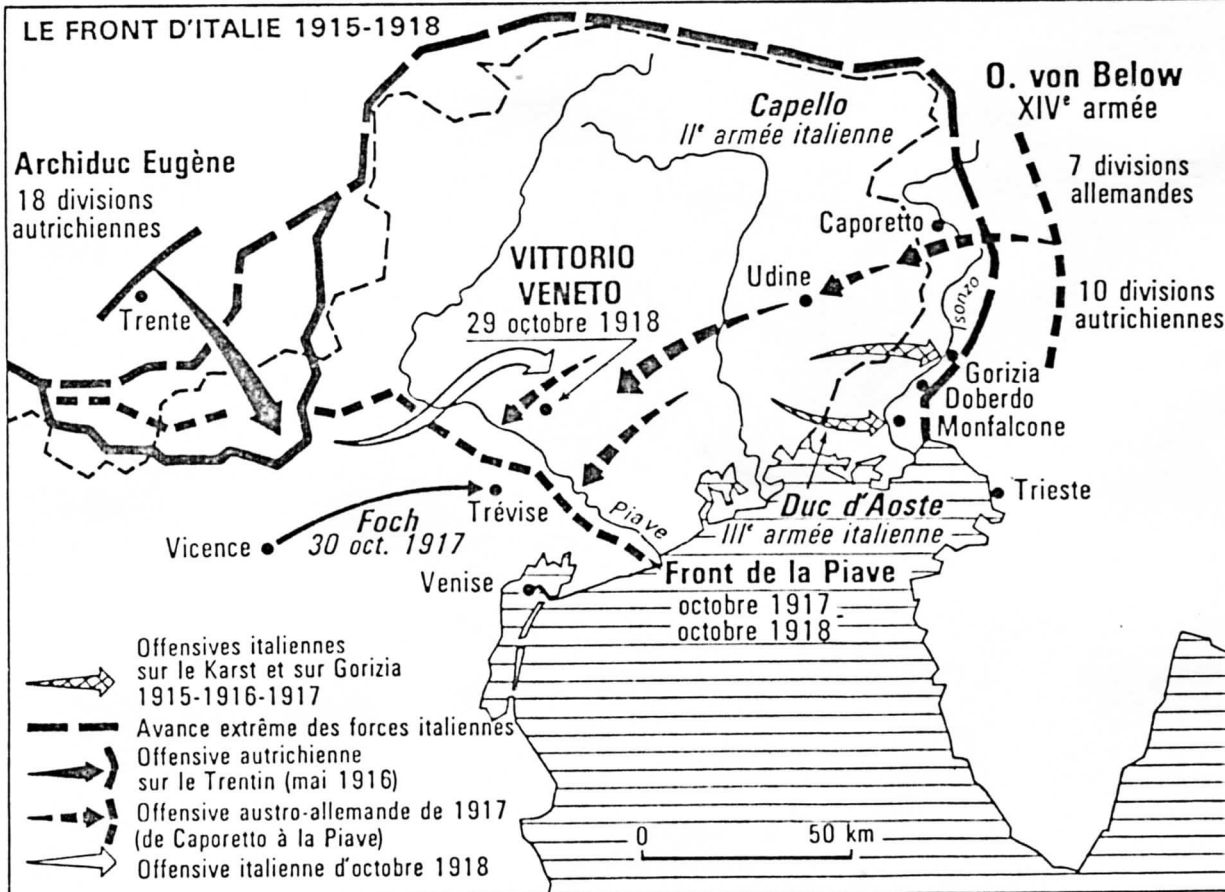 LE FRONT D'ITALIE 1915-1918
O. von Below
XIVe armée
Capello
IIe armée italienne
7 divisions
allemandes
Archiduc Eugène
18 divisions
autrichiennes
Caporetto
VITTORIO
VENETO
29 octobre 1918
Udine
Isonzo
10 divisions
autrichiennes
Trente
Gorizia
Doberdo
Monfalcone
Trieste
Trévise
Piave
Foch
30 oct. 1917
Vicence
Duc d'Aoste
IIIe armée italienne
Venise
Front de la Piave
octobre 1917
octobre 1918
Offensives italiennes
sur le Karst et sur Gorizia
1915-1916-1917
Avance extrême des forces italiennes
Offensive autrichienne
sur le Trentin (mai 1916)
Offensive austro-allemande de 1917
(de Caporetto à la Piave)
Offensive italienne d'octobre 1918
0 50 km